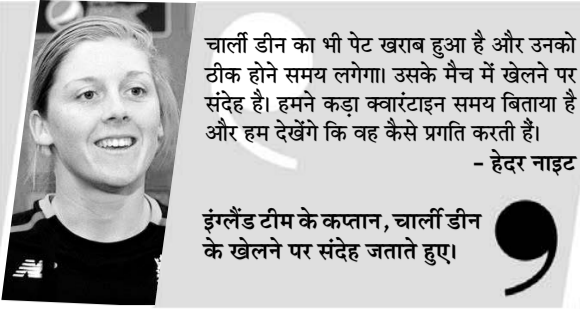 चार्ली डीन का भी पेट खराब हुआ है और उनको
ठीक होने समय लगेगा। उसके मैच में खेलने पर
संदेह है। हमने कड़ा क्वारंटाइन समय बिताया है
और हम देखेंगे कि वह कैसे प्रगति करती हैं।
- हेदर नाइट
इंग्लैंड टीम के कप्तान, चार्ली डीन
के खेलने पर संदेह जताते हुए।